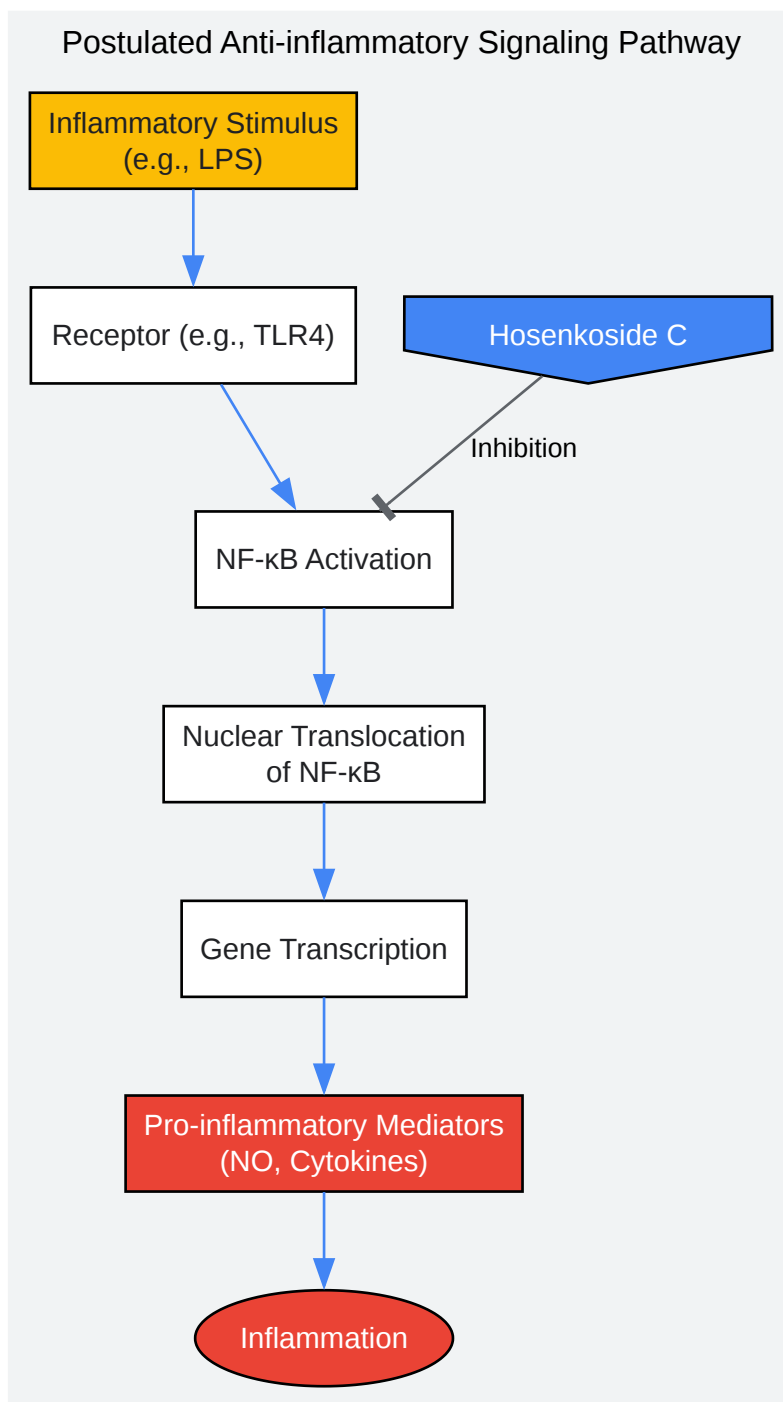 Postulated Anti-inflammatory Signaling Pathway
Inflammatory Stimulus
(e.g., LPS)
Receptor (e.g., TLR4)
Hosenkoside C
Inhibition
NF-κB Activation
Nuclear Translocation
of NF-κB
Gene Transcription
Pro-inflammatory Mediators
(NO, Cytokines)
Inflammation